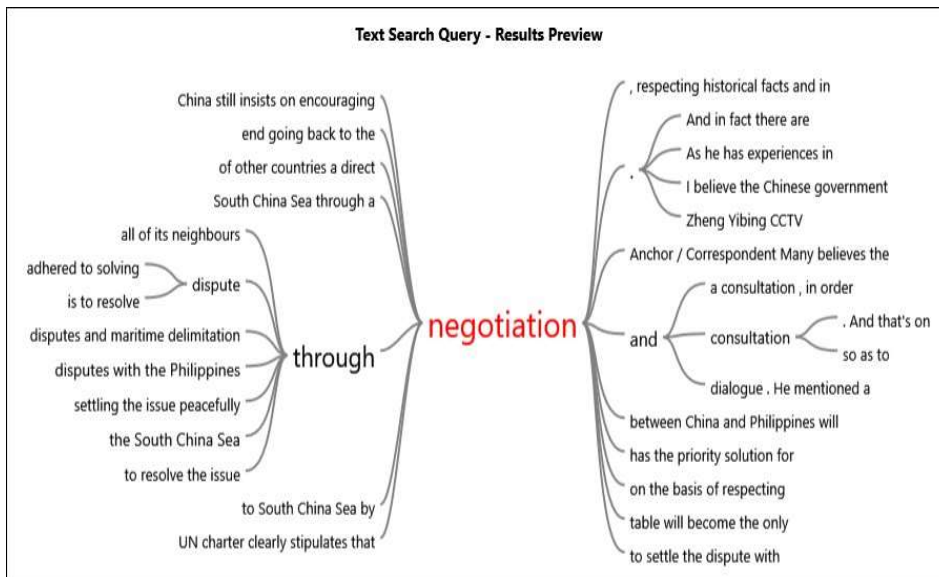 Text Search Query - Results Preview
China still insists on encouraging
end going back to the
of other countries a direct
South China Sea through a
all of its neighbours
adhered to solving
is to resolve
dispute
disputes and maritime delimitation
disputes with the Philippines
settling the issue peacefully
the South China Sea
to resolve the issue
through
to South China Sea by
UN charter clearly stipulates that
negotiation
, respecting historical facts and in
.
And in fact there are
As he has experiences in
I believe the Chinese government
Zheng Yibing CCTV
Anchor / Correspondent Many believes the
and
a consultation , in order
consultation
. And that's on
so as to
dialogue . He mentioned a
between China and Philippines will
has the priority solution for
on the basis of respecting
table will become the only
to settle the dispute with